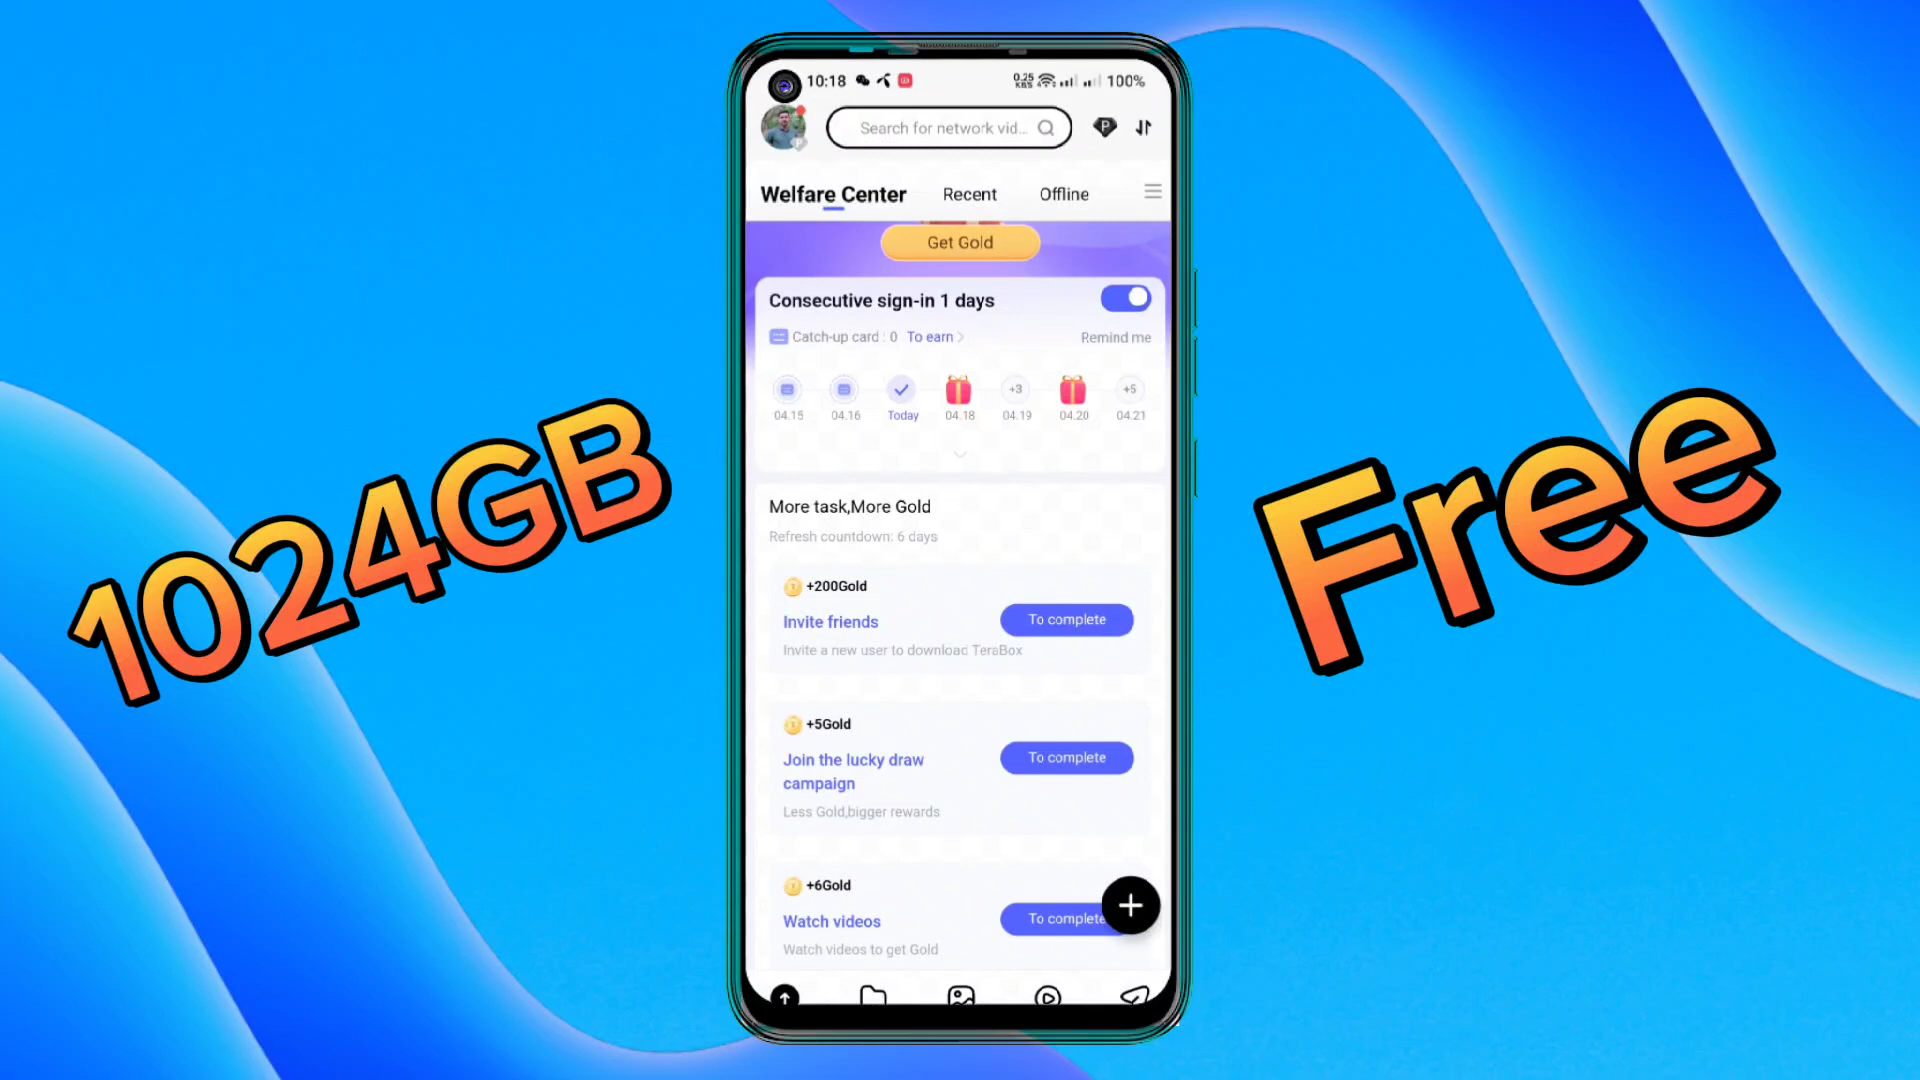 10:18
0.25
KB/S
100%
Search for network vid...
P
Welfare Center
Recent
Offline
Get Gold
Consecutive sign-in 1 days
Catch-up card : 0 To earn
Remind me
+3
+5
04.15
04.16
Today
04.18
04.19
04.20
04.21
More task,More Gold
Refresh countdown: 6 days
+200Gold
Invite friends
To complete
Invite a new user to download TeraBox
+5Gold
Join the lucky draw
campaign
To complete
Less Gold,bigger rewards
+6Gold
Watch videos
To complete
Watch videos to get Gold
1024GB
Free